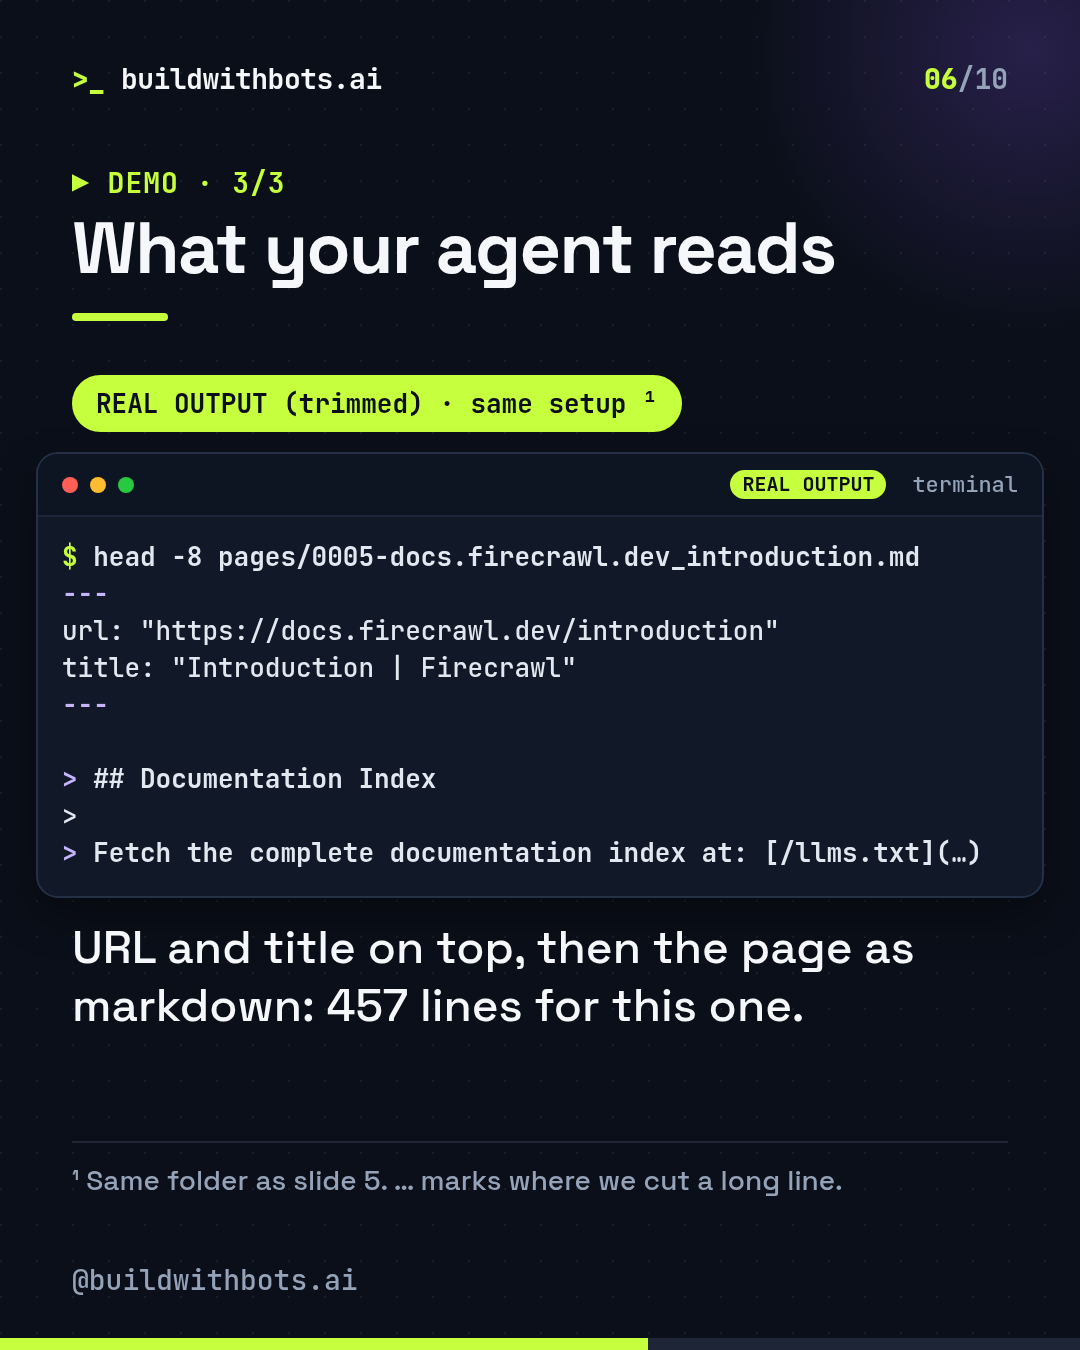 >_ buildwithbots.ai
06/10
▶ DEMO · 3/3
What your agent reads
REAL OUTPUT (trimmed) · same setup ¹
REAL OUTPUT terminal
$ head -8 pages/0005-docs.firecrawl.dev_introduction.md
---
url: "https://docs.firecrawl.dev/introduction"
title: "Introduction | Firecrawl"
---
> ## Documentation Index
>
> Fetch the complete documentation index at: [/llms.txt](…)
URL and title on top, then the page as
markdown: 457 lines for this one.
¹ Same folder as slide 5. … marks where we cut a long line.
@buildwithbots.ai